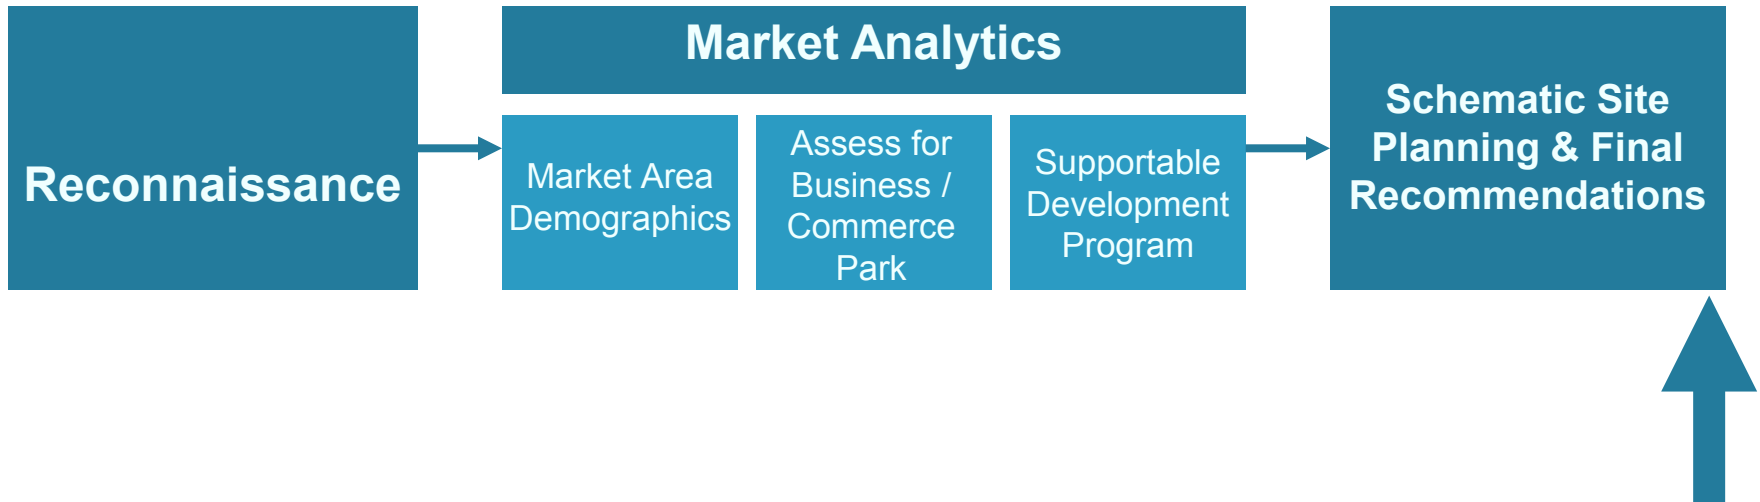 Reconnaissance
Market Analytics
Market Area
Demographics
Assess for
Business /
Commerce
Park
Supportable
Development
Program
Schematic Site
Planning & Final
Recommendations